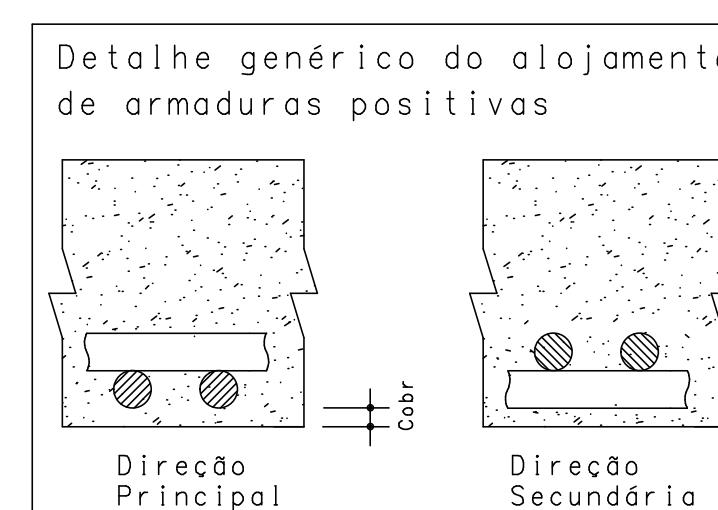 Detalhe genérico do alojament
de armaduras positivas
Cobr
Direção
Principal
Direção
Secundária